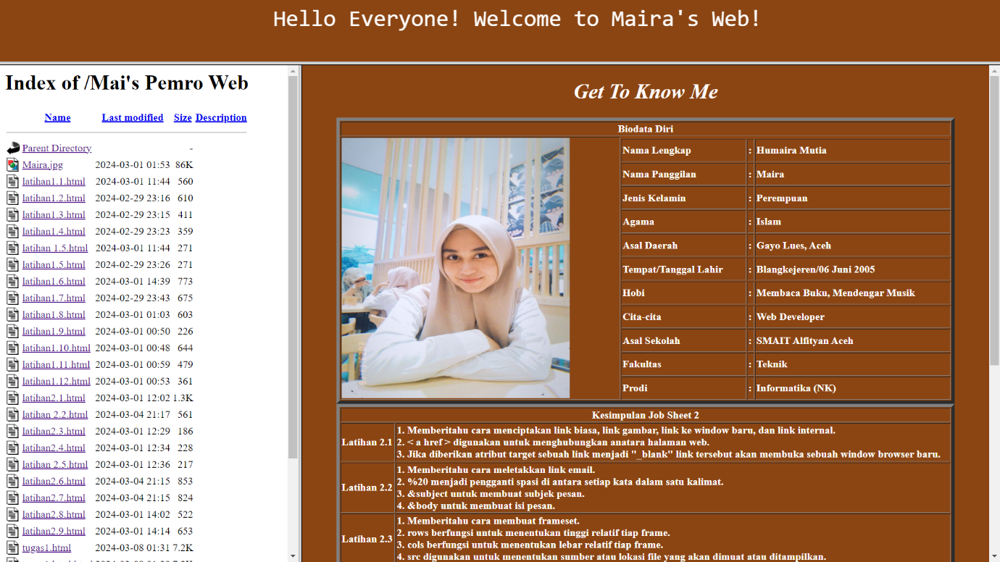 Hello Everyone! Welcome to Maira's Web!
Index of /Mai's Pemro Web
Name Last modified Size Description
Parent Directory -
Maira.jpg 2024-03-01 01:53 86K
latihan1.1.html 2024-03-01 11:44 560
latihan1.2.html 2024-02-29 23:16 610
latihan1.3.html 2024-02-29 23:15 411
latihan1.4.html 2024-02-29 23:23 359
latihan 1.5.html 2024-03-01 11:44 271
latihan1.5.html 2024-02-29 23:26 271
latihan1.6.html 2024-03-01 14:39 773
latihan1.7.html 2024-02-29 23:43 675
latihan1.8.html 2024-03-01 01:03 603
latihan1.9.html 2024-03-01 00:50 226
latihan1.10.html 2024-03-01 00:48 644
latihan1.11.html 2024-03-01 00:59 479
latihan1.12.html 2024-03-01 00:53 361
latihan2.1.html 2024-03-01 12:02 1.3K
latihan 2.2.html 2024-03-04 21:17 561
latihan2.3.html 2024-03-01 12:29 186
latihan2.4.html 2024-03-01 12:34 228
latihan 2.5.html 2024-03-01 12:36 217
latihan2.6.html 2024-03-04 21:15 853
latihan2.7.html 2024-03-04 21:15 824
latihan2.8.html 2024-03-01 14:02 522
latihan2.9.html 2024-03-01 14:14 653
tugas1.html 2024-03-08 01:31 7.2K
Get To Know Me
Biodata Diri
Nama Lengkap : Humaira Mutia
Nama Panggilan : Maira
Jenis Kelamin : Perempuan
Agama : Islam
Asal Daerah : Gayo Lues, Aceh
Tempat/Tanggal Lahir : Blangkejeren/06 Juni 2005
Hobi : Membaca Buku, Mendengar Musik
Cita-cita : Web Developer
Asal Sekolah : SMAIT Alfityan Aceh
Fakultas : Teknik
Prodi : Informatika (NK)
Kesimpulan Job Sheet 2
Latihan 2.1
1. Memberitahu cara menciptakan link biasa, link gambar, link ke window baru, dan link internal.
2. < a href > digunakan untuk menghubungkan anatara halaman web.
3. Jika diberikan atribut target sebuah link menjadi "_blank" link tersebut akan membuka sebuah window browser baru.
Latihan 2.2
1. Memberitahu cara meletakkan link email.
2. %20 menjadi pengganti spasi di antara setiap kata dalam satu kalimat.
3. &subject untuk membuat subjek pesan.
4. &body untuk membuat isi pesan.
Latihan 2.3
1. Memberitahu cara membuat frameset.
2. rows berfungsi untuk menentukan tinggi relatif tiap frame.
3. cols berfungsi untuk menentukan lebar relatif tiap frame.
4. src digunakan untuk menentukan sumber atau lokasi file yang akan dimuat atau ditampilkan.